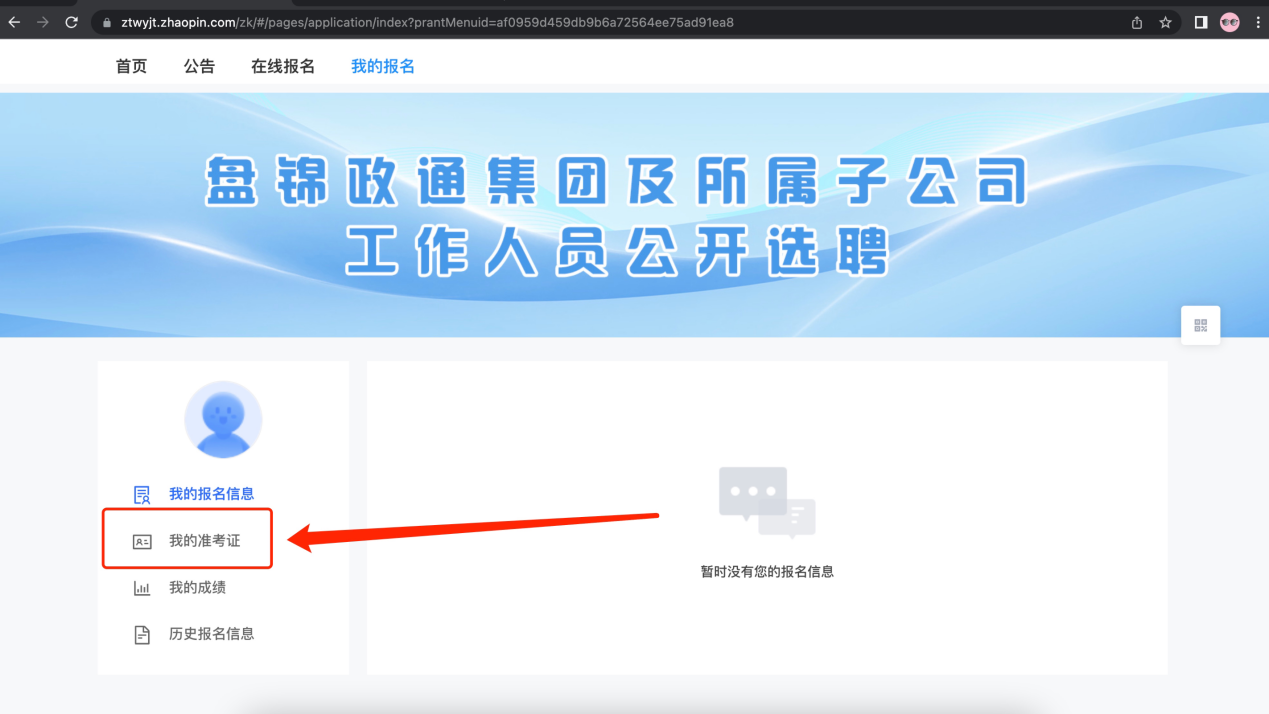 ztwyjt.zhaopin.com/zk/#/pages/application/index?prantMenuid=af0959d459db9b6a72564ee75ad91ea8
首页 公告 在线报名 我的报名
盘锦政通集团及所属子公司
工作人员公开选聘
我的报名信息
我的准考证
我的成绩
历史报名信息
暂时没有您的报名信息